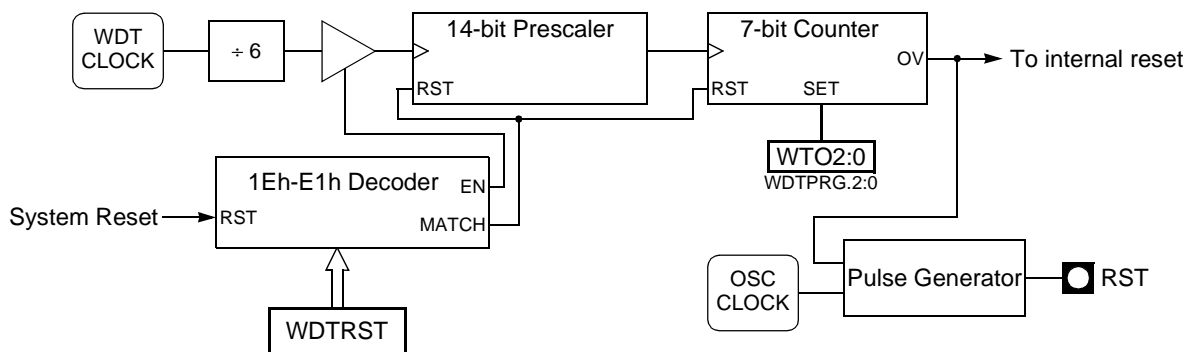 WDT
CLOCK
÷ 6
14-bit Prescaler
RST
7-bit Counter
OV
RST
SET
To internal reset
WTO2:0
WDTPRG.2:0
1Eh-E1h Decoder
EN
RST
MATCH
System Reset
WDTRST
OSC
CLOCK
Pulse Generator
RST